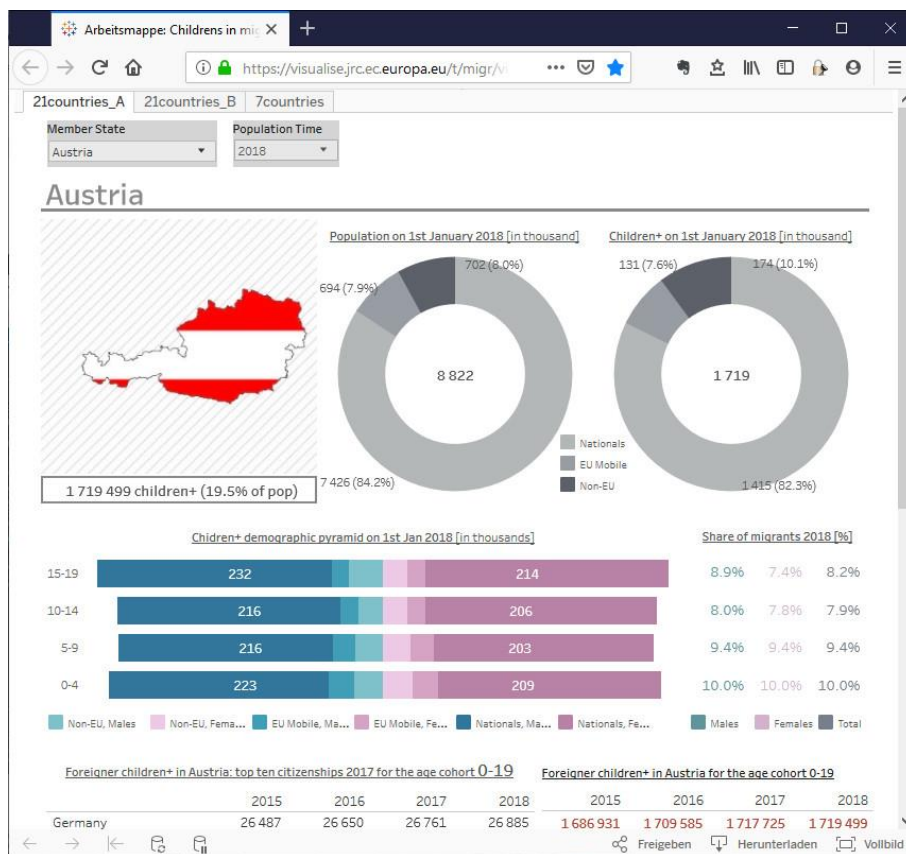 Arbeitsmappe: Childrens in mig
https://visualise.jrc.ec.europa.eu/t/migr/
21countries_A 21countries_B 7countries
Member State Population Time
Austria 2018
Austria
Population on 1st January 2018 [in thousand] Children+ on 1st January 2018 [in thousand]
702 (8.0%) 131 (7.6%) 174 (10.1%)
694 (7.9%)
8 822 1 719
Nationals
EU Mobile
Non-EU
7 426 (84.2%) 1 415 (82.3%)
1 719 499 children+ (19.5% of pop)
Chidren+ demographic pyramid on 1st Jan 2018 [in thousands] Share of migrants 2018 [%]
15-19 232 214 8.9% 7.4% 8.2%
10-14 216 206 8.0% 7.8% 7.9%
5-9 216 203 9.4% 9.4% 9.4%
0-4 223 209 10.0% 10.0% 10.0%
Non-EU, Males Non-EU, Fema... EU Mobile, Ma... EU Mobile, Fe... Nationals, Ma... Nationals, Fe... Males Females Total
Foreigner children+ in Austria: top ten citizenships 2017 for the age cohort 0-19 Foreigner children+ in Austria for the age cohort 0-19
2015 2016 2017 2018 2015 2016 2017 2018
Germany 26 487 26 650 26 761 26 885 1 686 931 1 709 585 1 717 725 1 719 499
Freigeben Herunterladen Vollbild